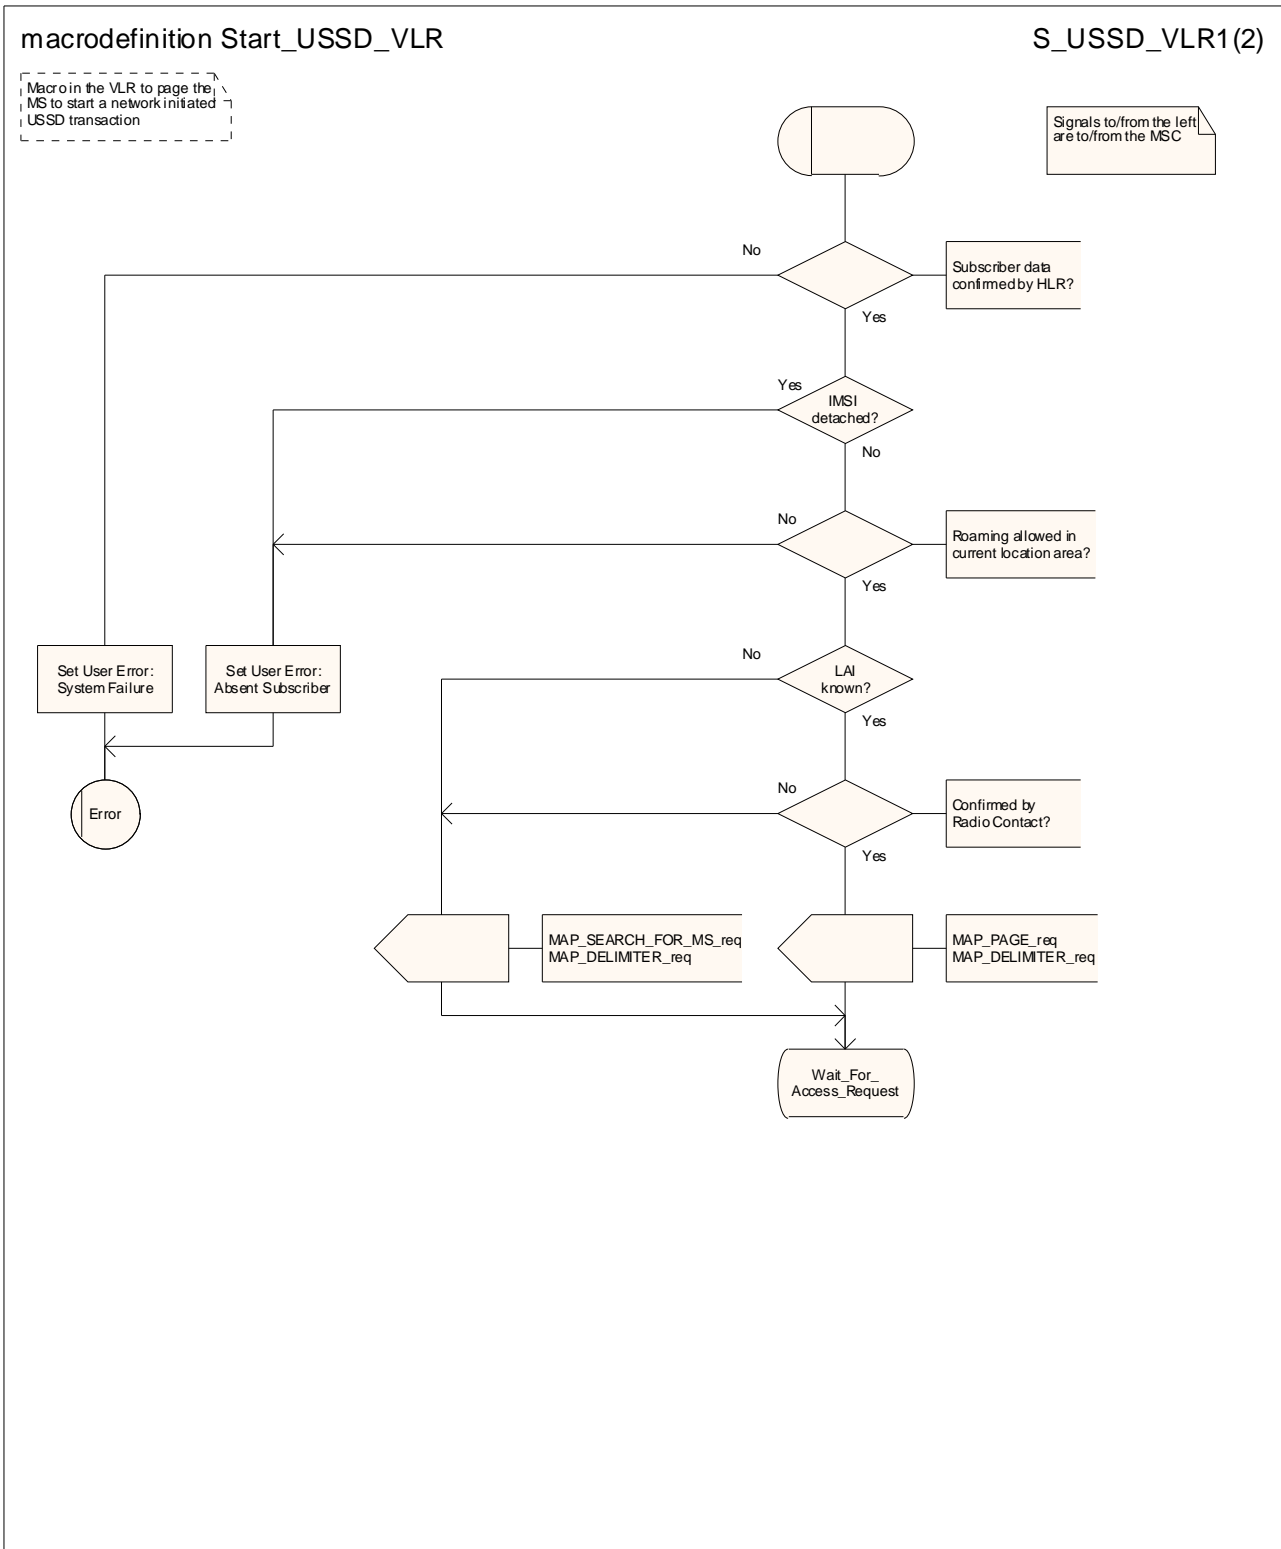 macrodefinition Start_USSD_VLR
S_USSD_VLR1(2)
Macro in the VLR to page the
MS to start a network initiated
USSD transaction
Signals to/from the left
are to/from the MSC
No
Subscriber data
confirmed by HLR?
Yes
Yes
IMSI
detached?
No
No
Roaming allowed in
current location area?
Yes
Set User Error:
System Failure
Set User Error:
Absent Subscriber
No
LAI
known?
Yes
No
Confirmed by
Radio Contact?
Error
Yes
MAP_SEARCH_FOR_MS_req
MAP_DELIMITER_req
MAP_PAGE_req
MAP_DELIMITER_req
Wait_For_
Access_Request